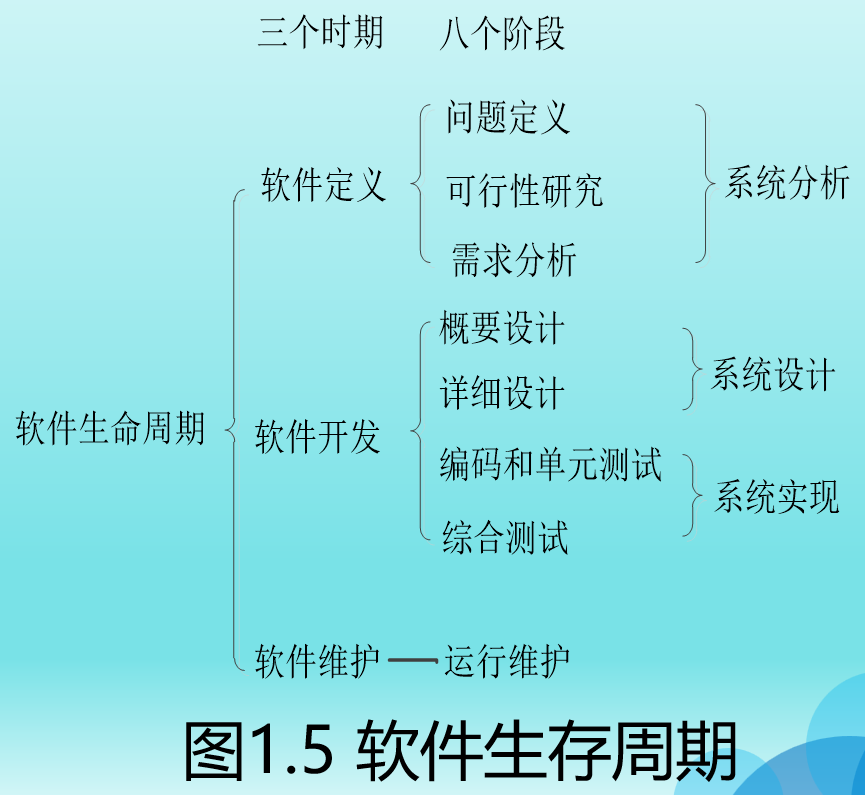 三个时期 八个阶段
问题定义
软件定义
可行性研究
系统分析
需求分析
概要设计
详细设计
系统设计
软件生命周期
软件开发
编码和单元测试
系统实现
综合测试
软件维护 运行维护
图1.5 软件生存周期